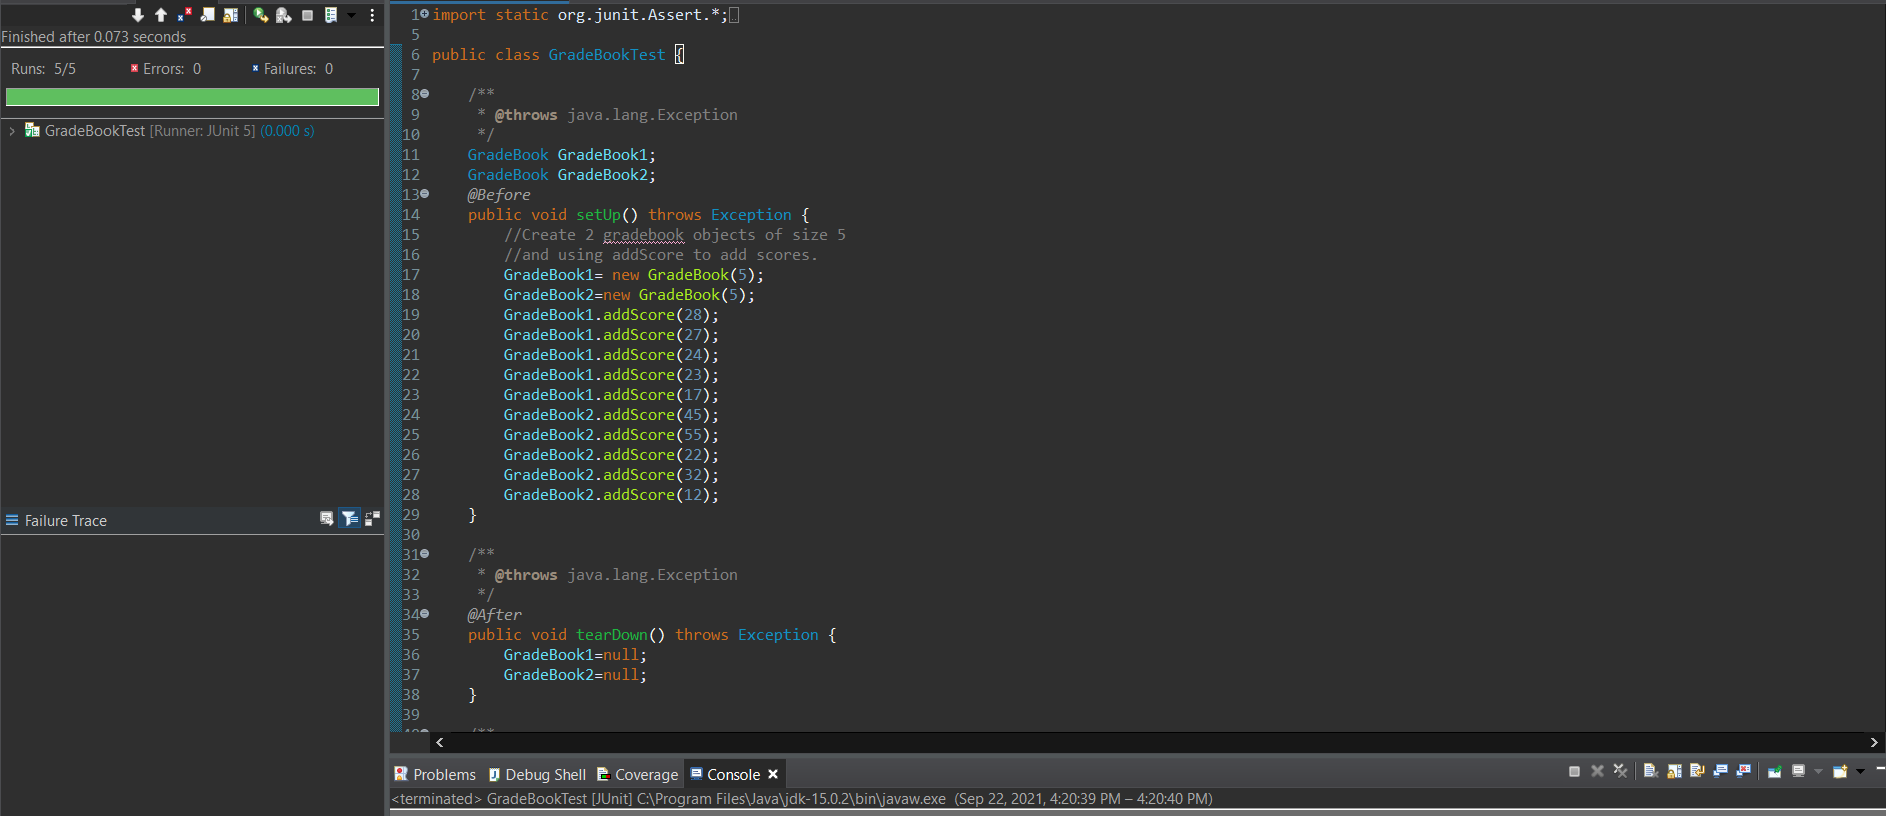 Finished after 0.073 seconds
Runs: 5/5 Errors: 0 Failures: 0
GradeBookTest [Runner: JUnit 5] (0.000 s)
Failure Trace
1 import static org.junit.Assert.*;
5
6 public class GradeBookTest {
7
8 /**
9 * @throws java.lang.Exception
10 */
11 GradeBook GradeBook1;
12 GradeBook GradeBook2;
13 @Before
14 public void setUp() throws Exception {
15 //Create 2 gradebook objects of size 5
16 //and using addScore to add scores.
17 GradeBook1= new GradeBook(5);
18 GradeBook2=new GradeBook(5);
19 GradeBook1.addScore(28);
20 GradeBook1.addScore(27);
21 GradeBook1.addScore(24);
22 GradeBook1.addScore(23);
23 GradeBook1.addScore(17);
24 GradeBook2.addScore(45);
25 GradeBook2.addScore(55);
26 GradeBook2.addScore(22);
27 GradeBook2.addScore(32);
28 GradeBook2.addScore(12);
29 }
30
31 /**
32 * @throws java.lang.Exception
33 */
34 @After
35 public void tearDown() throws Exception {
36 GradeBook1=null;
37 GradeBook2=null;
38 }
39
Problems Debug Shell Coverage Console
<terminated> GradeBookTest [JUnit] C:\Program Files\Java\jdk-15.0.2\bin\javaw.exe (Sep 22, 2021, 4:20:39 PM – 4:20:40 PM)